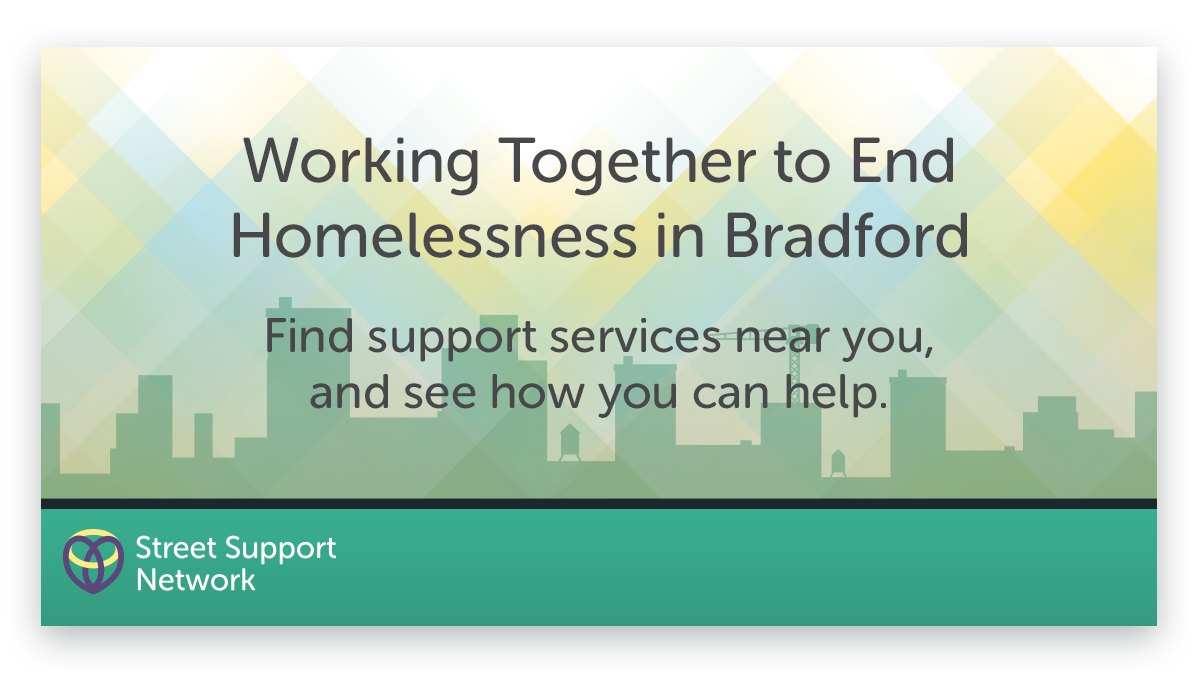 Working Together to End
Homelessness in Bradford
Find support services near you,
and see how you can help.
Street Support
Network